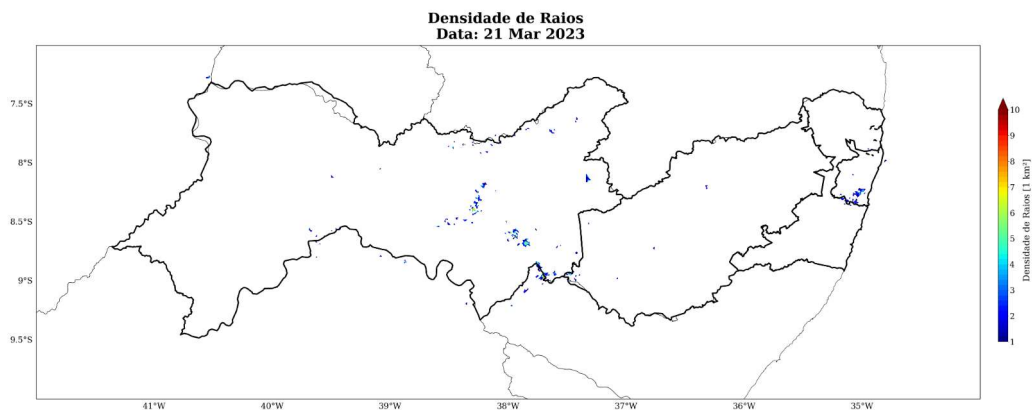 Densidade de Raios
Data: 21 Mar 2023
7.5°S
8°S
8.5°S
9°S
9.5°S
41°W
40°W
39°W
38°W
37°W
36°W
35°W
10
9
8
7
6
5
4
3
2
1
Densidade de Raios [1 km²]